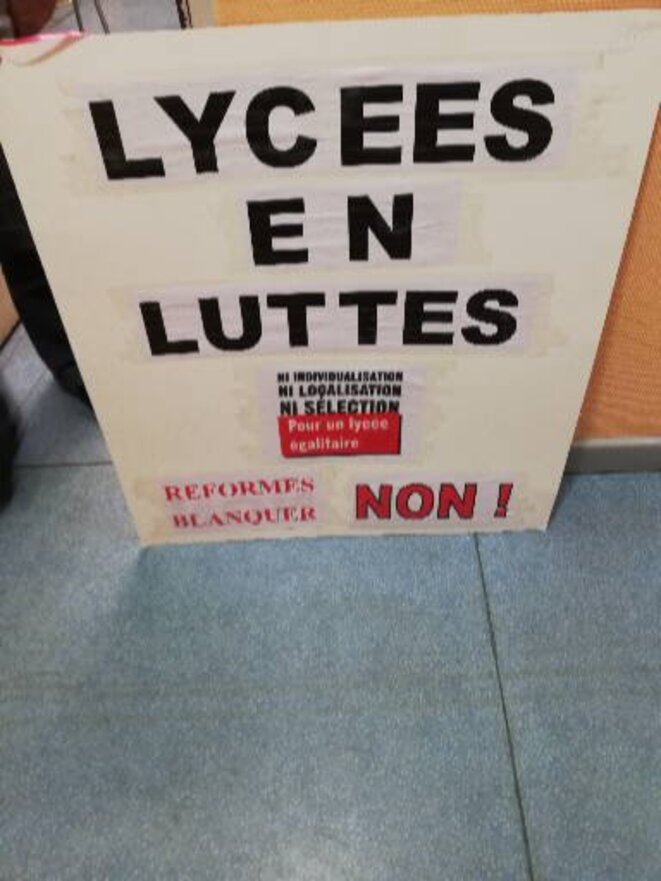 LYCEES
EN
LUTTES
NI INDIVIDUALISATION
NI LOCALISATION
NI SÉLECTION
Pour un lycée
égalitaire
REFORMES
BLANQUER
NON !